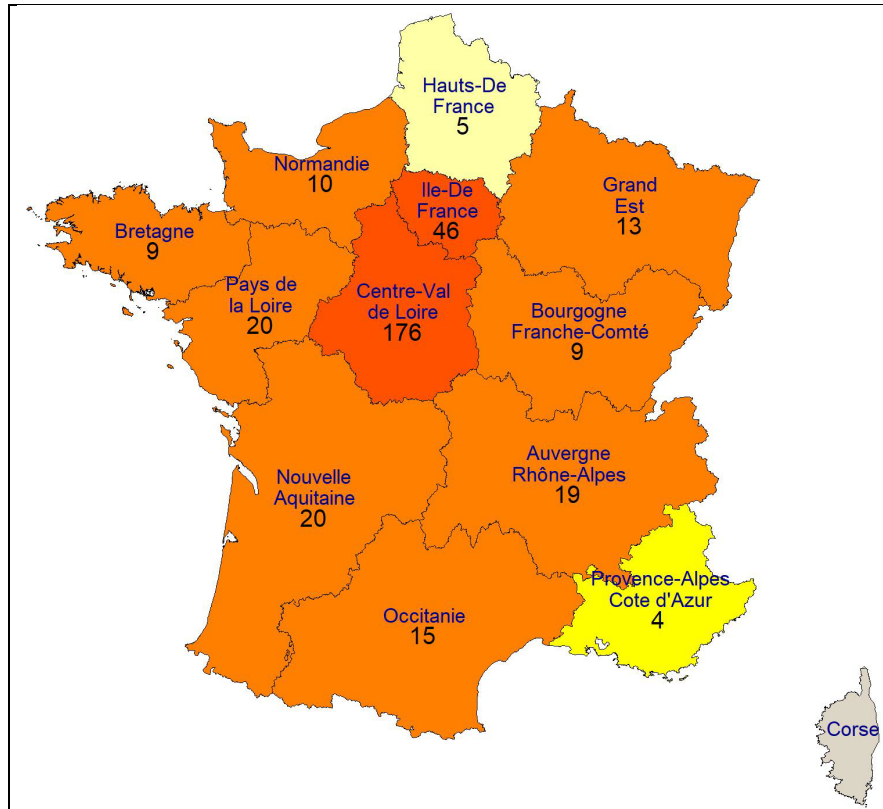 Hauts-De
France
5
Normandie
10
Ile-De
France
46
Grand
Est
13
Bretagne
9
Pays de
la Loire
20
Centre-Val
de Loire
176
Bourgogne
Franche-Comté
9
Auvergne
Rhône-Alpes
19
Nouvelle
Aquitaine
20
Provence-Alpes
Cote d'Azur
4
Occitanie
15
Corse